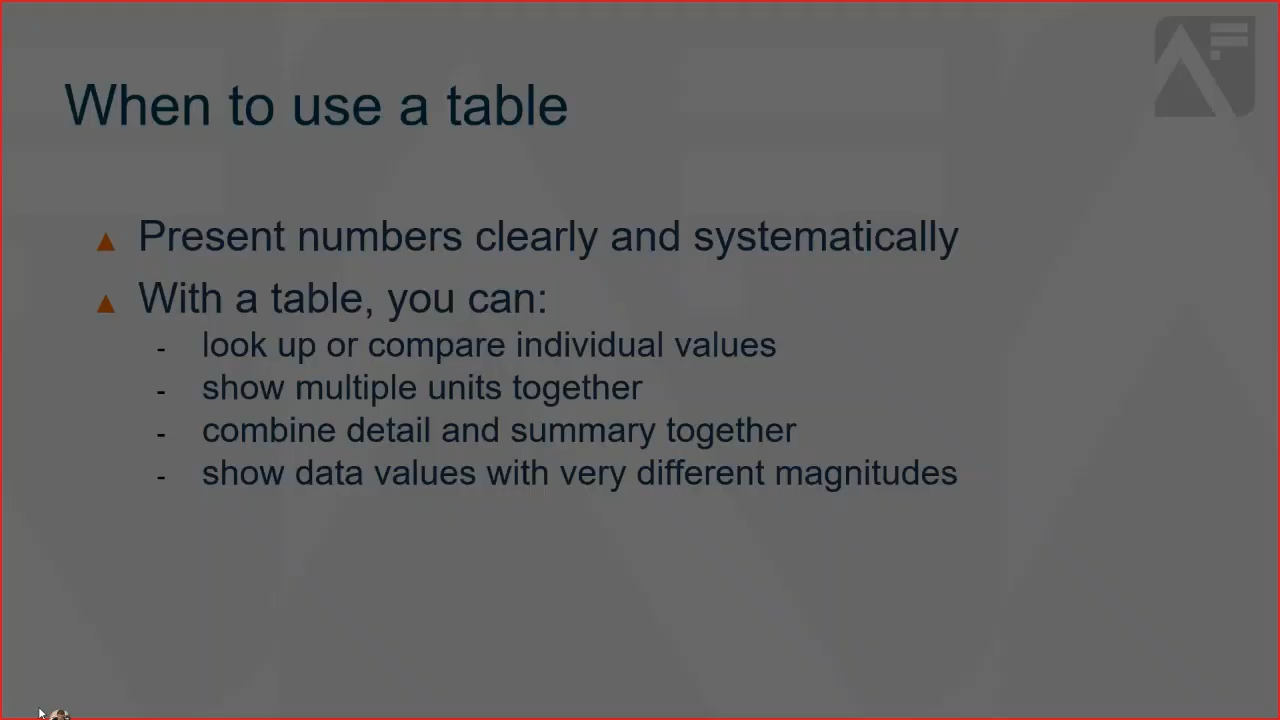 When to use a table
Present numbers clearly and systematically
With a table, you can:
- look up or compare individual values
- show multiple units together
- combine detail and summary together
- show data values with very different magnitudes